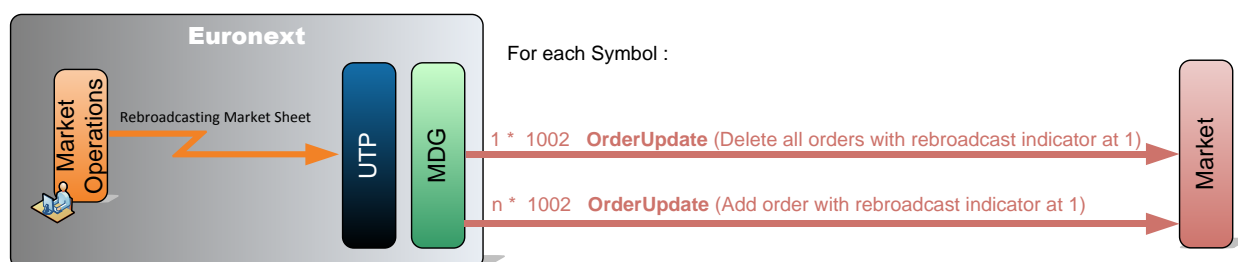 Euronext
For each Symbol :
Market
Operations
Rebroadcasting Market Sheet
UTP
MDG
1 * 1002 OrderUpdate (Delete all orders with rebroadcast indicator at 1)
n * 1002 OrderUpdate (Add order with rebroadcast indicator at 1)
Market